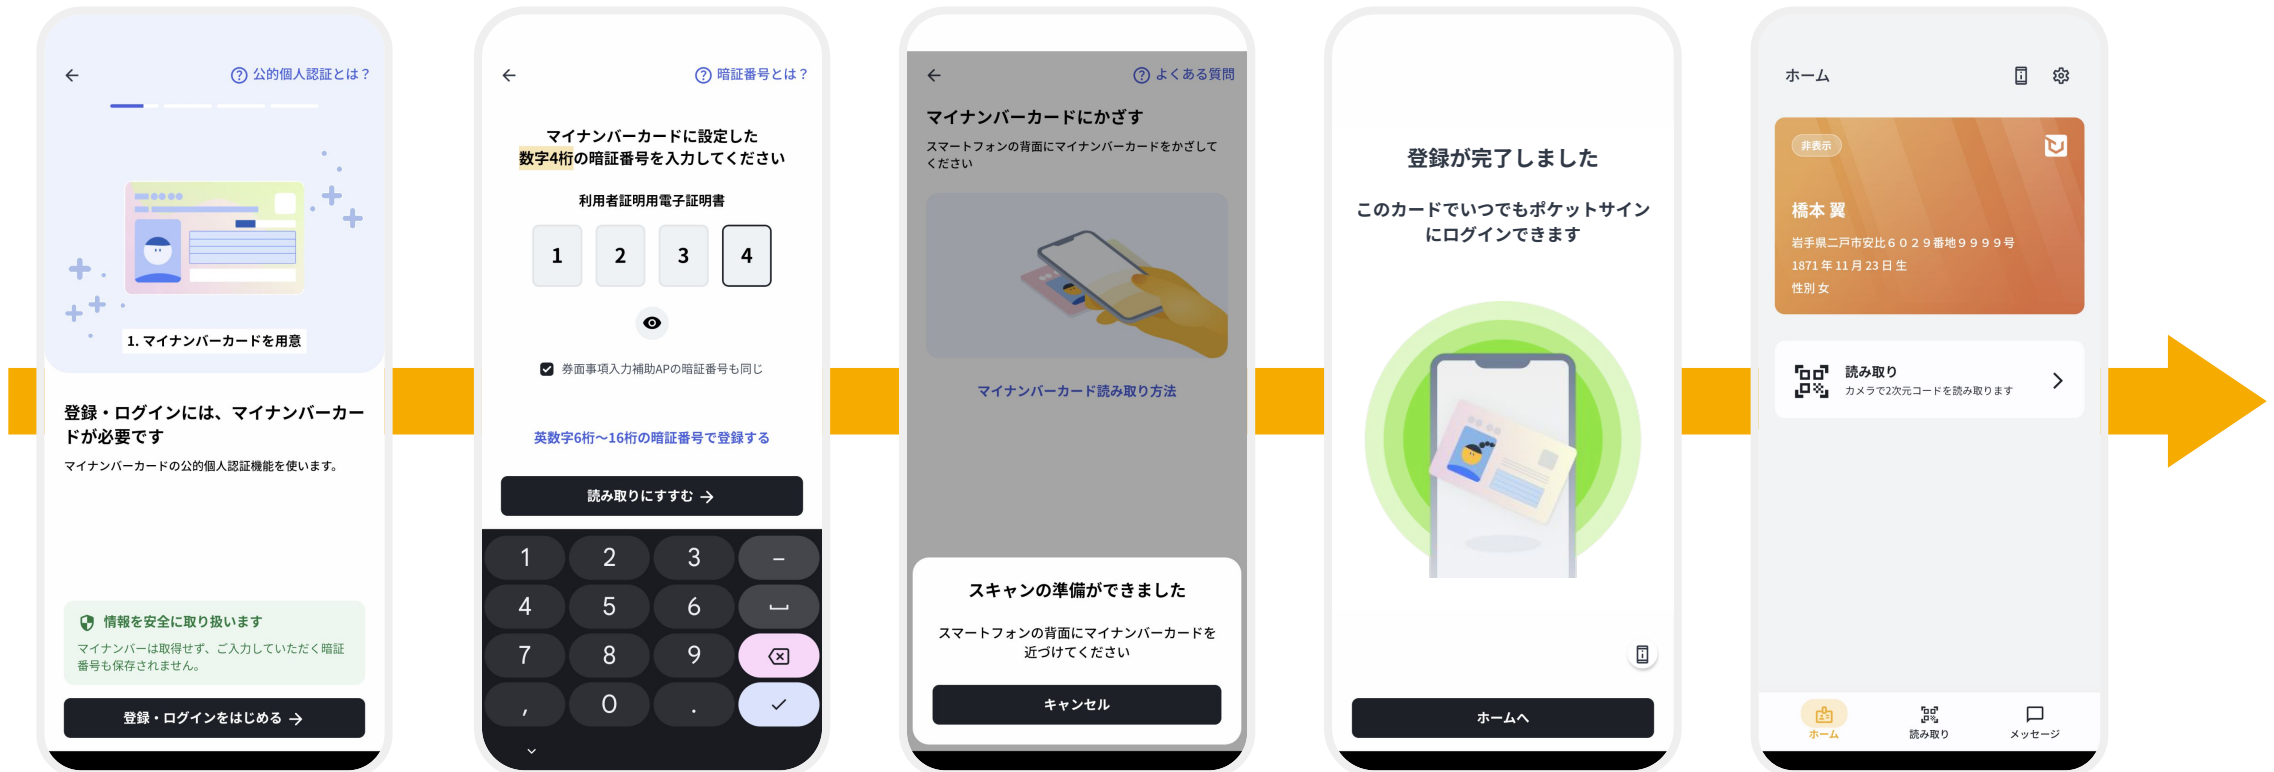 公的個人認証とは？
1. マイナンバーカードを用意
登録・ログインには、マイナンバーカー
ドが必要です
マイナンバーカードの公的個人認証機能を使います。
情報を安全に取り扱います
マイナンバーは取得せず、ご入力していただく暗証
番号も保存されません。
登録・ログインをはじめる →
暗証番号とは？
マイナンバーカードに設定した
数字4桁の暗証番号を入力してください
利用者証明用電子証明書
1 2 3 4
券面事項入力補助APの暗証番号も同じ
英数字6桁〜16桁の暗証番号で登録する
読み取りにすすむ →
1 2 3 −
4 5 6
7 8 9
, 0 .
よくある質問
マイナンバーカードにかざす
スマートフォンの背面にマイナンバーカードをかざして
ください
マイナンバーカード読み取り方法
スキャンの準備ができました
スマートフォンの背面にマイナンバーカードを
近づけてください
キャンセル
登録が完了しました
このカードでいつでもポケットサイン
にログインできます
ホームへ
ホーム
非表示
橋本 翼
岩手県二戸市安比６０２９番地９９９９号
1871 年 11 月 23 日 生
性別 女
読み取り
カメラで2次元コードを読み取ります
ホーム 読み取り メッセージ